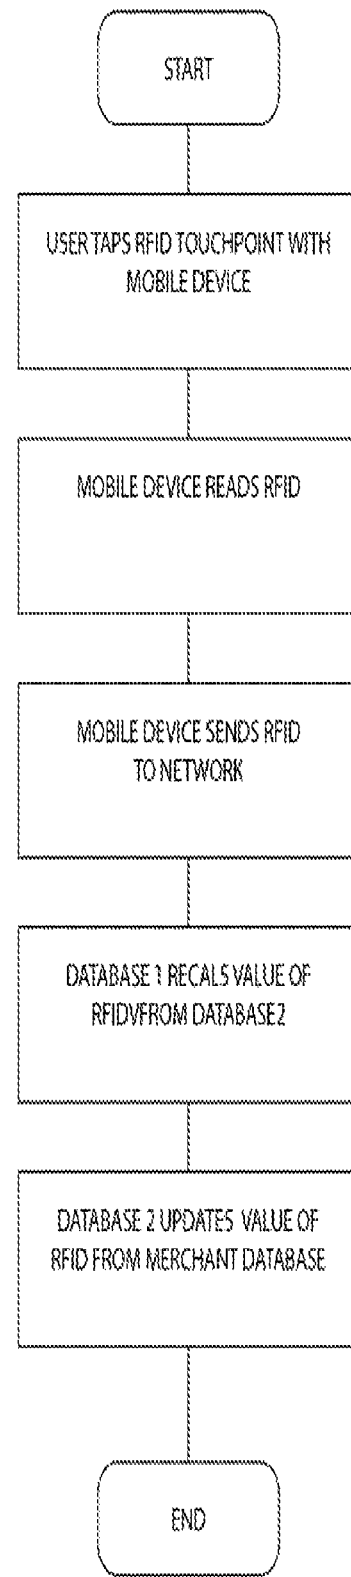 START
USER TAPS RFID TOUCHPOINT WITH
MOBILE DEVICE
MOBILE DEVICE READS RFID
MOBILE DEVICE SENDS RFID
TO NETWORK
DATABASE 1 RECALS VALUE OF
RFIDVFROM DATABASE2
DATABASE 2 UPDATES VALUE OF
RFID FROM MERCHANT DATABASE
END